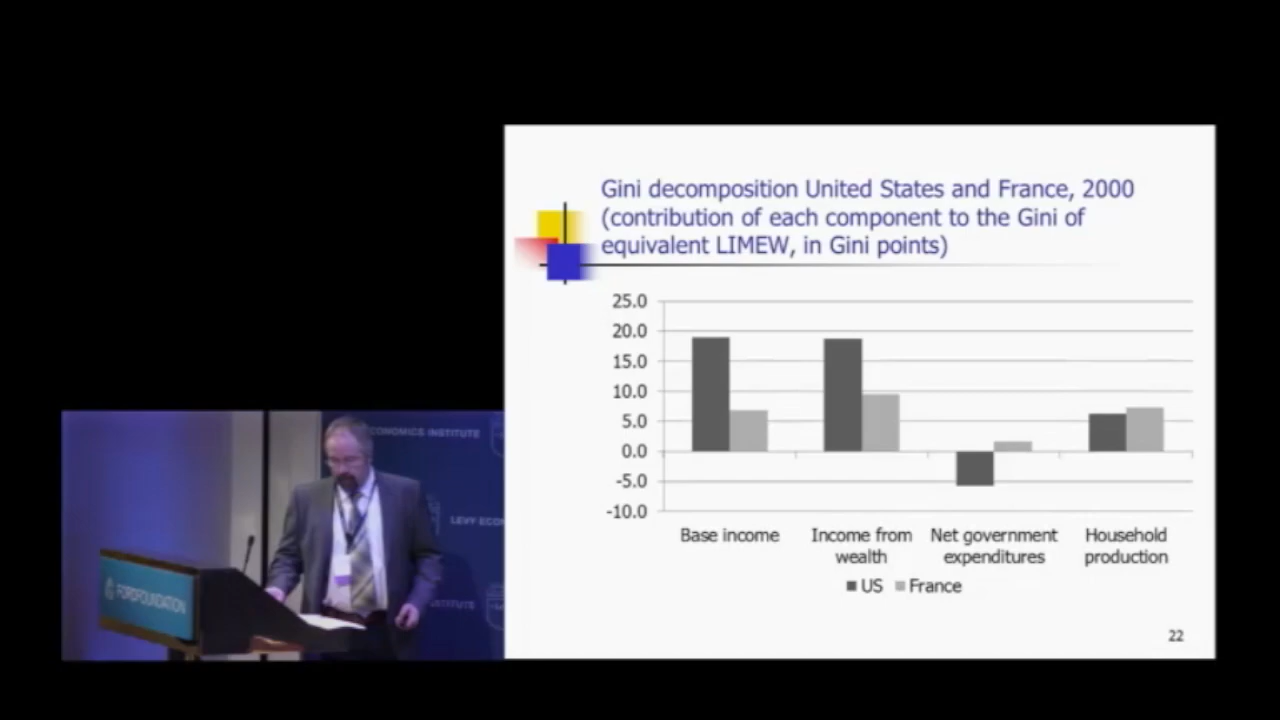 Gini decomposition United States and France, 2000
(contribution of each component to the Gini of
equivalent LIMEW, in Gini points)
25.0
20.0
15.0
10.0
5.0
0.0
-5.0
-10.0
Base income
Income from
wealth
Net government
expenditures
Household
production
US France
22
ECONOMICS INSTITUTE
LEVY ECON
INSTITUTE
FORDFOUNDATION